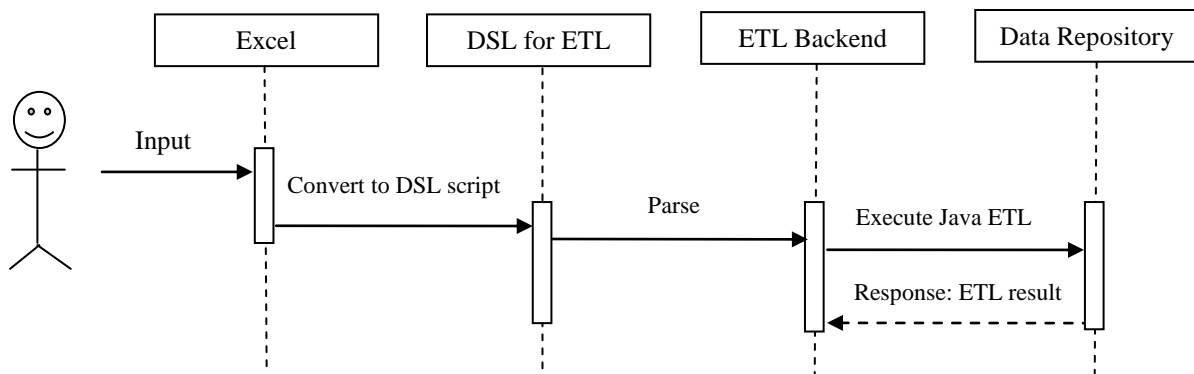 Excel
DSL for ETL
ETL Backend
Data Repository
Input
Convert to DSL script
Parse
Execute Java ETL
Response: ETL result